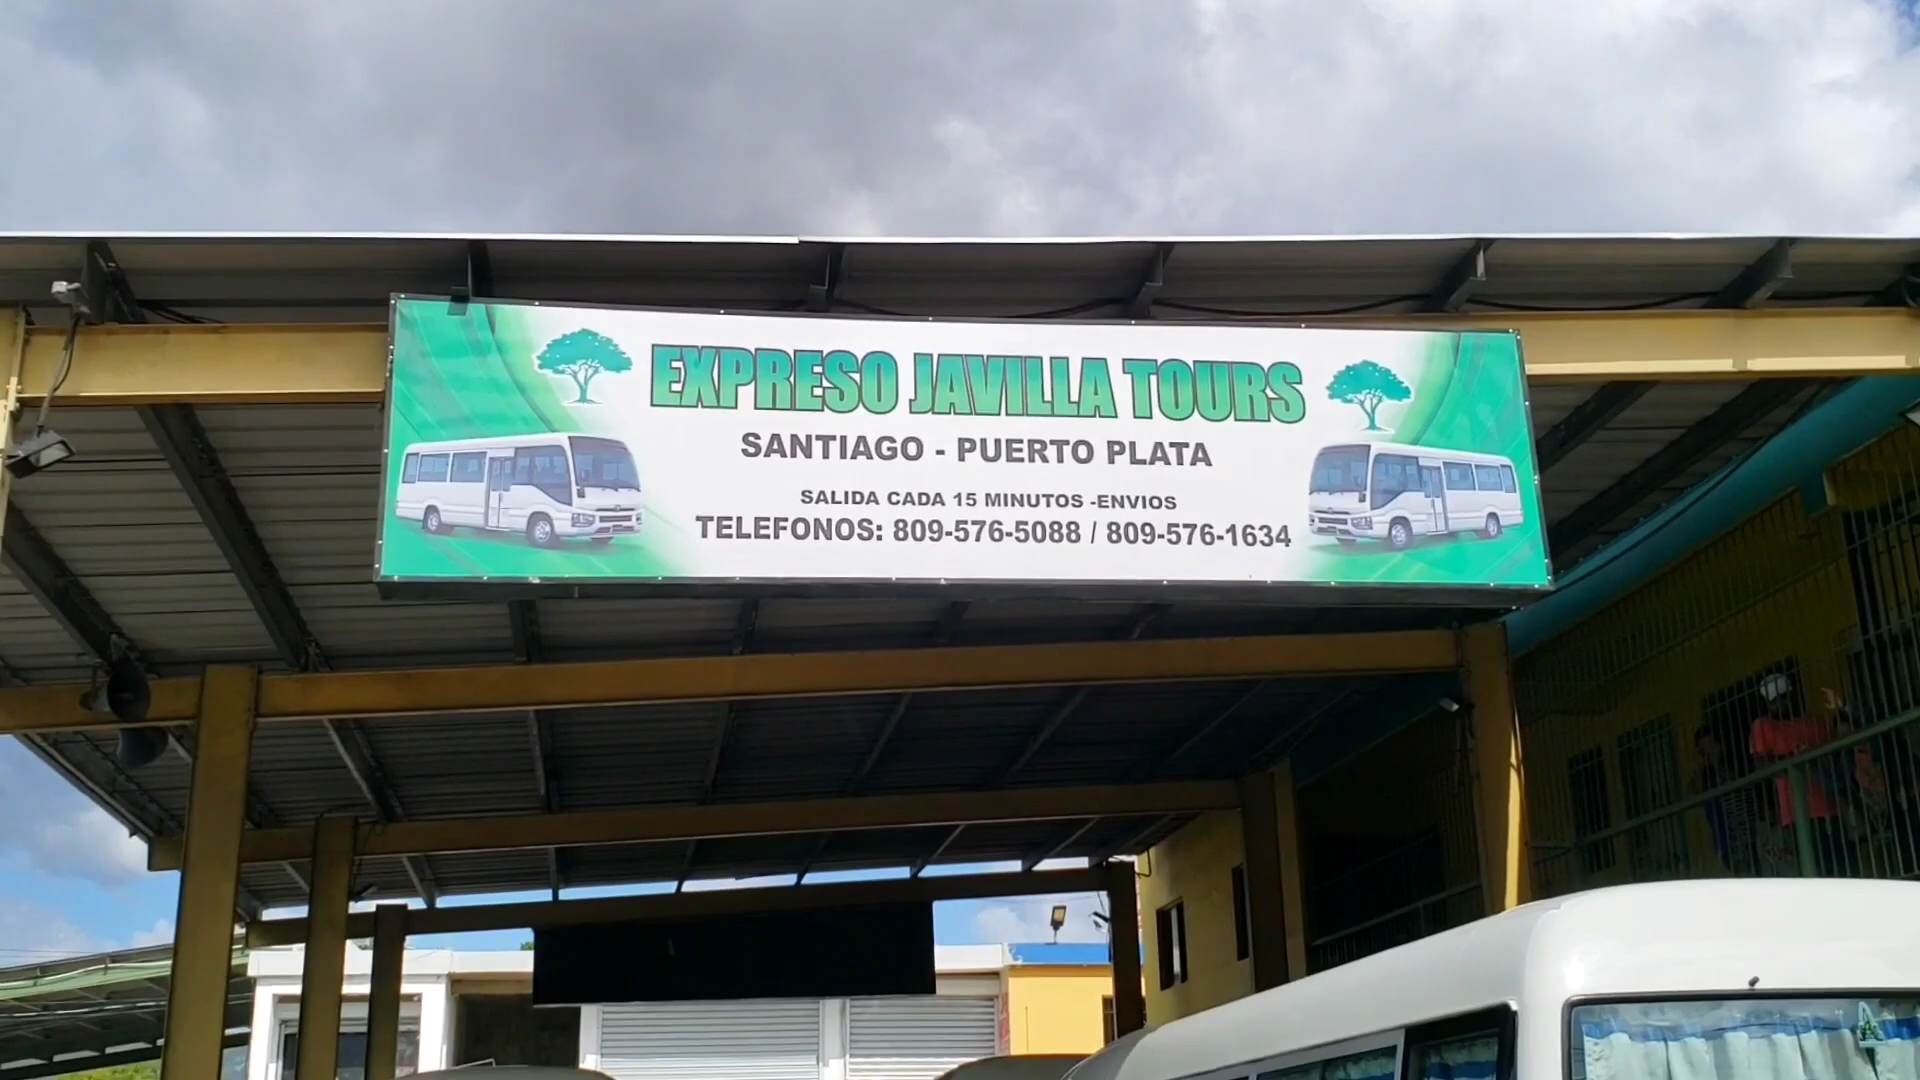 EXPRESO JAVILLA TOURS
SANTIAGO - PUERTO PLATA
SALIDA CADA 15 MINUTOS -ENVIOS
TELEFONOS: 809-576-5088 / 809-576-1634